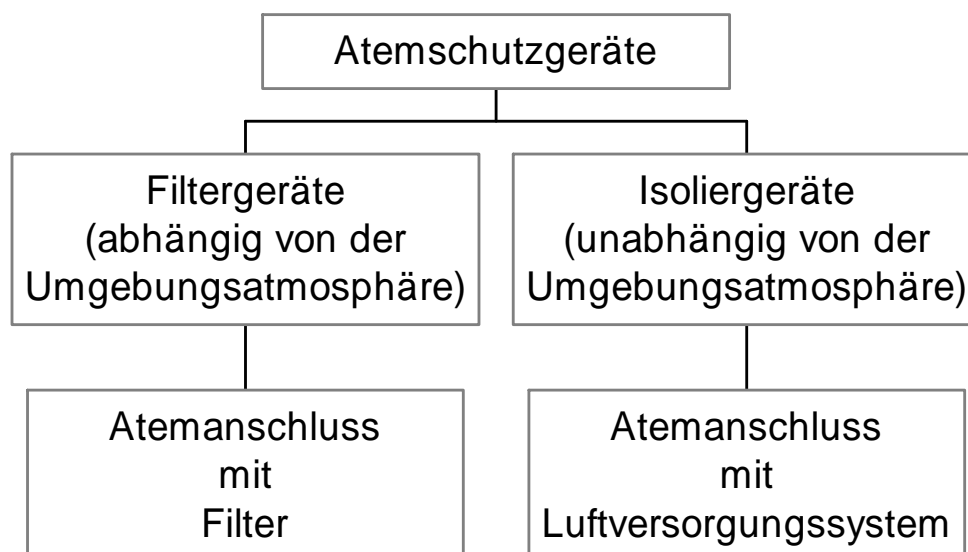 Atemschutzgeräte
Filtergeräte
(abhängig von der
Umgebungsatmosphäre)
Isoliergeräte
(unabhängig von der
Umgebungsatmosphäre)
Atemanschluss
mit
Filter
Atemanschluss
mit
Luftversorgungssystem